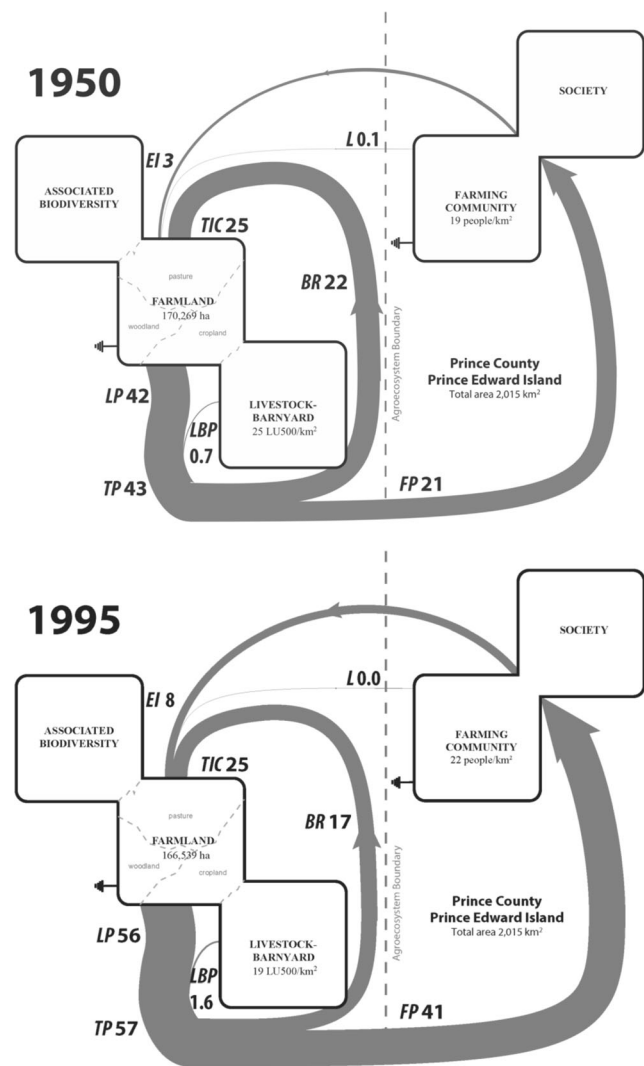 1950
SOCIETY
L 0.1
EI 3
ASSOCIATED
BIODIVERSITY
FARMING
COMMUNITY
19 people/km²
TIC 25
BR 22
pasture
FARMLAND
170,269 ha
woodland
cropland
Agroecosystem Boundary
Prince County
Prince Edward Island
Total area 2,015 km²
LP 42
LIVESTOCK-
BARNYARD
25 LU500/km²
LBP
0.7
TP 43
FP 21
1995
SOCIETY
L 0.0
EI 8
ASSOCIATED
BIODIVERSITY
FARMING
COMMUNITY
22 people/km²
TIC 25
BR 17
pasture
FARMLAND
166,539 ha
woodland
cropland
Agroecosystem Boundary
Prince County
Prince Edward Island
Total area 2,015 km²
LP 56
LIVESTOCK-
BARNYARD
19 LU500/km²
LBP
1.6
TP 57
FP 41